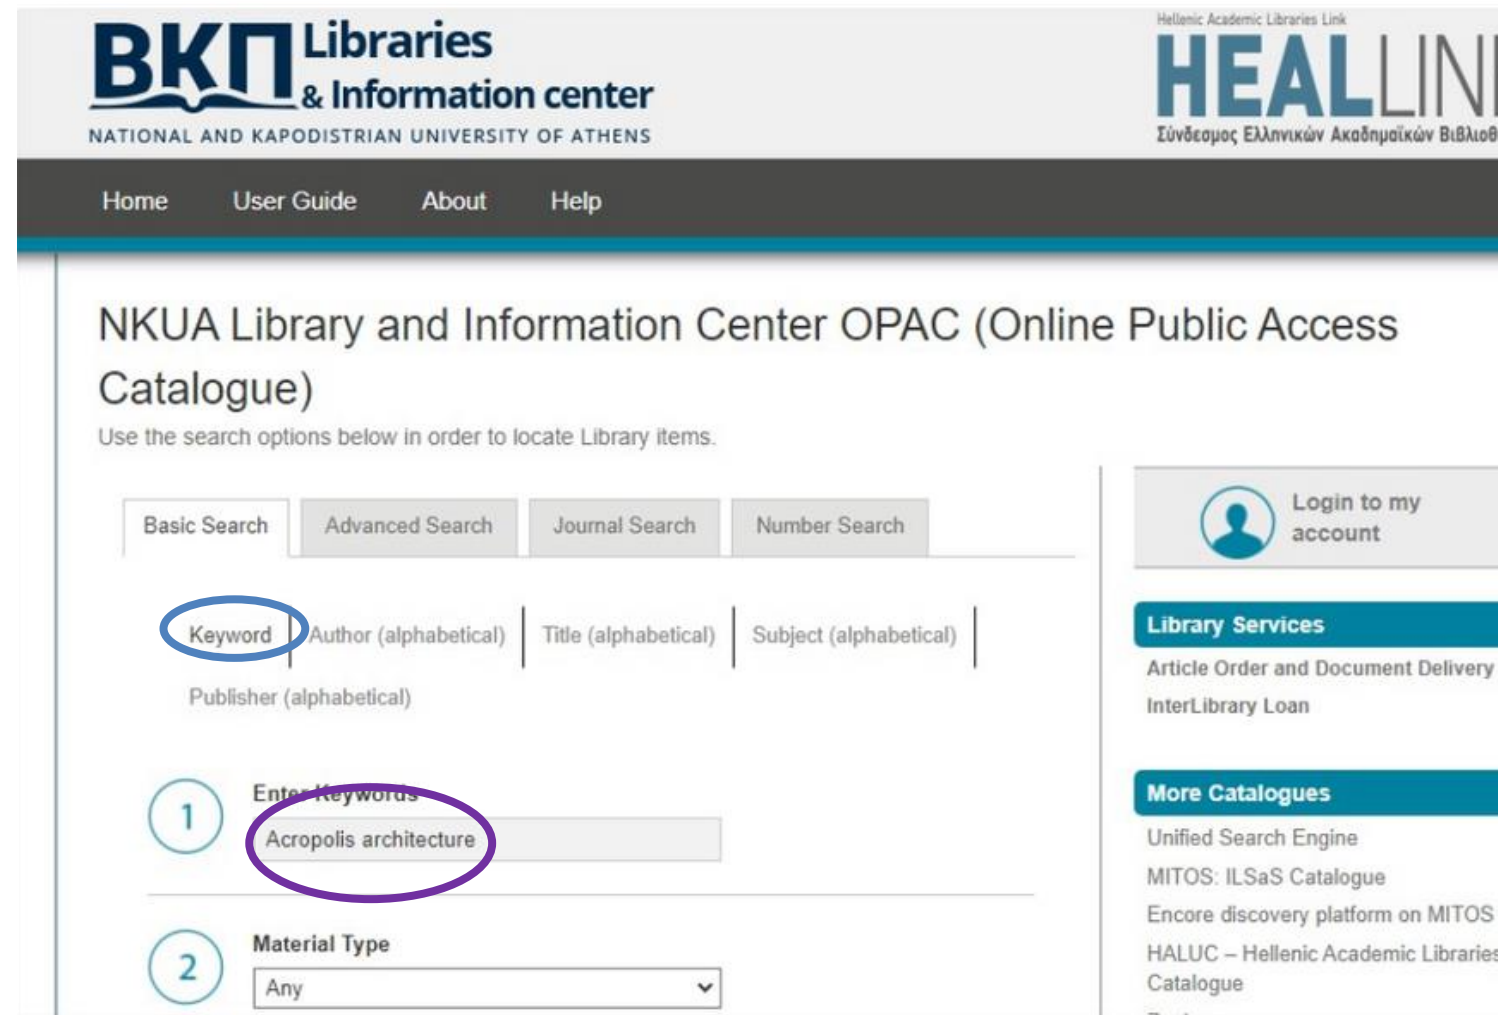 ΒΚΠ Libraries
& Information center
NATIONAL AND KAPODISTRIAN UNIVERSITY OF ATHENS
Hellenic Academic Libraries Link
HEALLIN
Σύνδεσμος Ελληνικών Ακαδημαϊκών Βιβλιοθ
Home User Guide About Help
NKUA Library and Information Center OPAC (Online Public Access
Catalogue)
Use the search options below in order to locate Library items.
Basic Search Advanced Search Journal Search Number Search
Keyword Author (alphabetical) Title (alphabetical) Subject (alphabetical)
Publisher (alphabetical)
1 Enter Keywords
Acropolis architecture
2 Material Type
Any
Login to my
account
Library Services
Article Order and Document Delivery
InterLibrary Loan
More Catalogues
Unified Search Engine
MITOS: ILSaS Catalogue
Encore discovery platform on MITOS
HALUC – Hellenic Academic Libraries
Catalogue